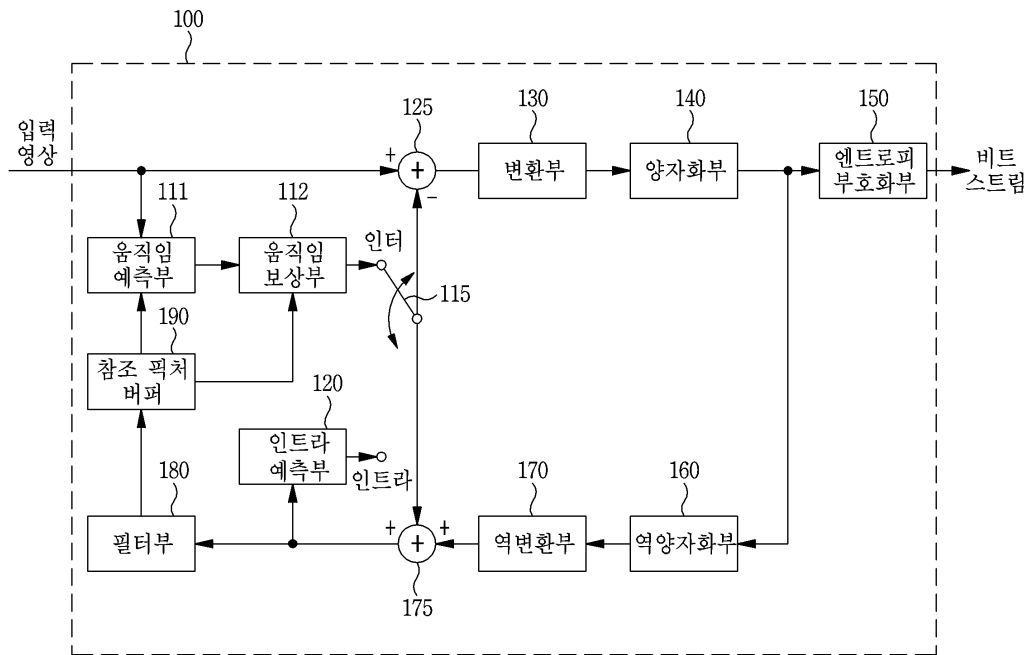 100
입력
영상
125
130
140
150
+
+
−
변환부
양자화부
엔트로피
부호화부
비트
스트림
111
112
움직임
예측부
움직임
보상부
인터
115
190
참조 픽처
버퍼
120
인트라
예측부
인트라
180
170
160
필터부
+
+
+
역변환부
역양자화부
175